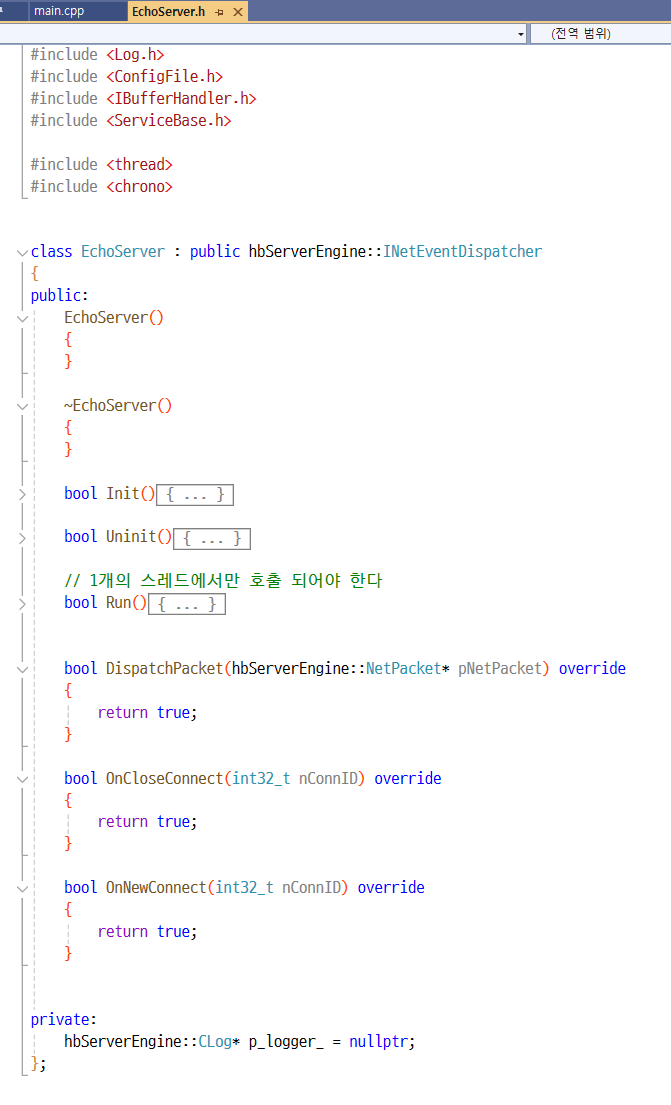 main.cpp
EchoServer.h
(전역 범위)
#include <Log.h>
#include <ConfigFile.h>
#include <IBufferHandler.h>
#include <ServiceBase.h>
#include <thread>
#include <chrono>
class EchoServer : public hbServerEngine::INetEventDispatcher
{
public:
    EchoServer()
    {
    }
    ~EchoServer()
    {
    }
    bool Init(){ ... }
    bool Uninit(){ ... }
    // 1개의 스레드에서만 호출 되어야 한다
    bool Run(){ ... }
    bool DispatchPacket(hbServerEngine::NetPacket* pNetPacket) override
    {
        return true;
    }
    bool OnCloseConnect(int32_t nConnID) override
    {
        return true;
    }
    bool OnNewConnect(int32_t nConnID) override
    {
        return true;
    }
private:
    hbServerEngine::CLog* p_logger_ = nullptr;
};